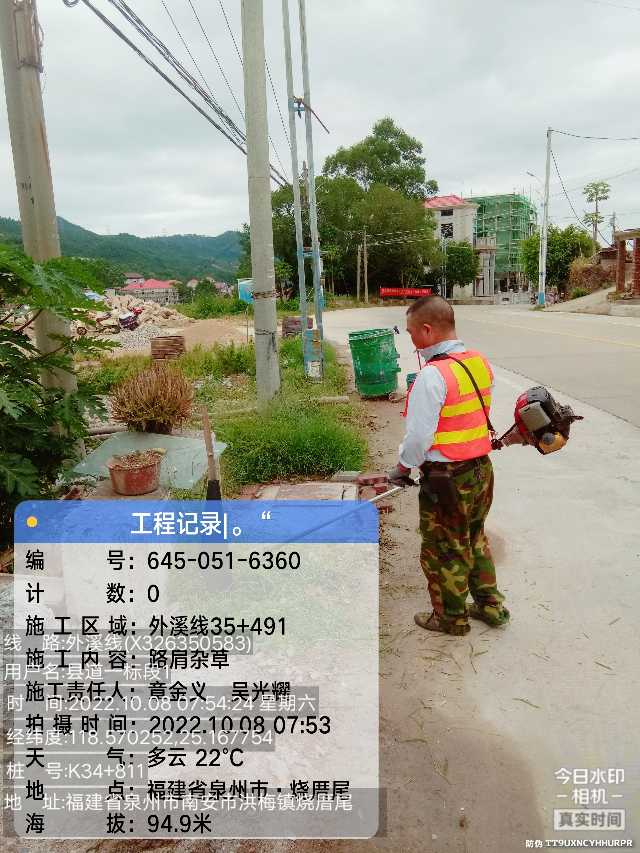 工程记录|。“
编 号：645-051-6360
计 数：0
施工区域：外溪线35+491
线 路:外溪线(X326350583)
施工内容：路肩杂草
用户名:县道一标段1
施工责任人：章金义 吴光耀
时 间:2022.10.08 07:54:24 星期六
拍摄时间：2022.10.08 07:53
经纬度:118.570252,25.167754
天 气：多云 22℃
桩 号:K34+811
地 点：福建省泉州市·烧厝尾
地 址:福建省泉州市南安市洪梅镇烧厝尾
海 拔：94.9米
今日水印
相机
真实时间
防伪 TT9UXNCYHHURPR